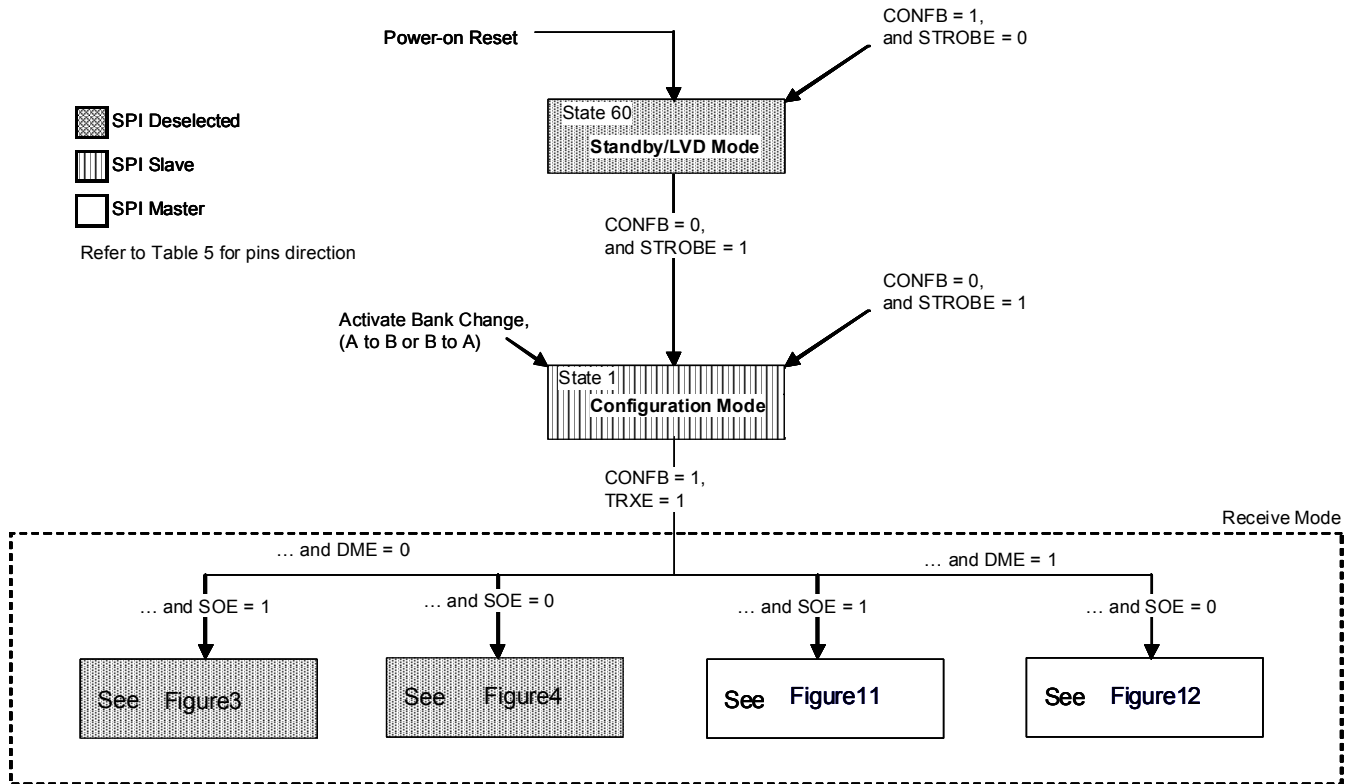 Power-on Reset
CONFB = 1,
and STROBE = 0
SPI Deselected
SPI Slave
SPI Master
Refer to Table 5 for pins direction
State 60
Standby/LVD Mode
CONFB = 0,
and STROBE = 1
CONFB = 0,
and STROBE = 1
Activate Bank Change,
(A to B or B to A)
State 1
Configuration Mode
CONFB = 1,
TRXE = 1
Receive Mode
... and DME = 0
... and DME = 1
... and SOE = 1
... and SOE = 0
... and SOE = 1
... and SOE = 0
See Figure3
See Figure4
See Figure11
See Figure12